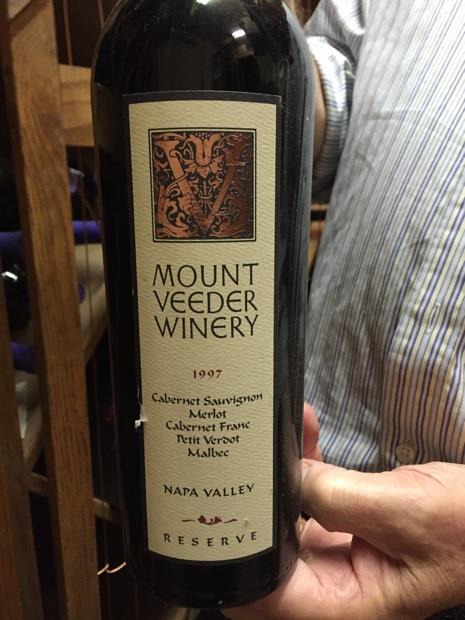 V
MOUNT
VEEDER
WINERY
1997
Cabernet Sauvignon
Merlot
Cabernet Franc
Petit Verdot
Malbec
NAPA VALLEY
RESERVE